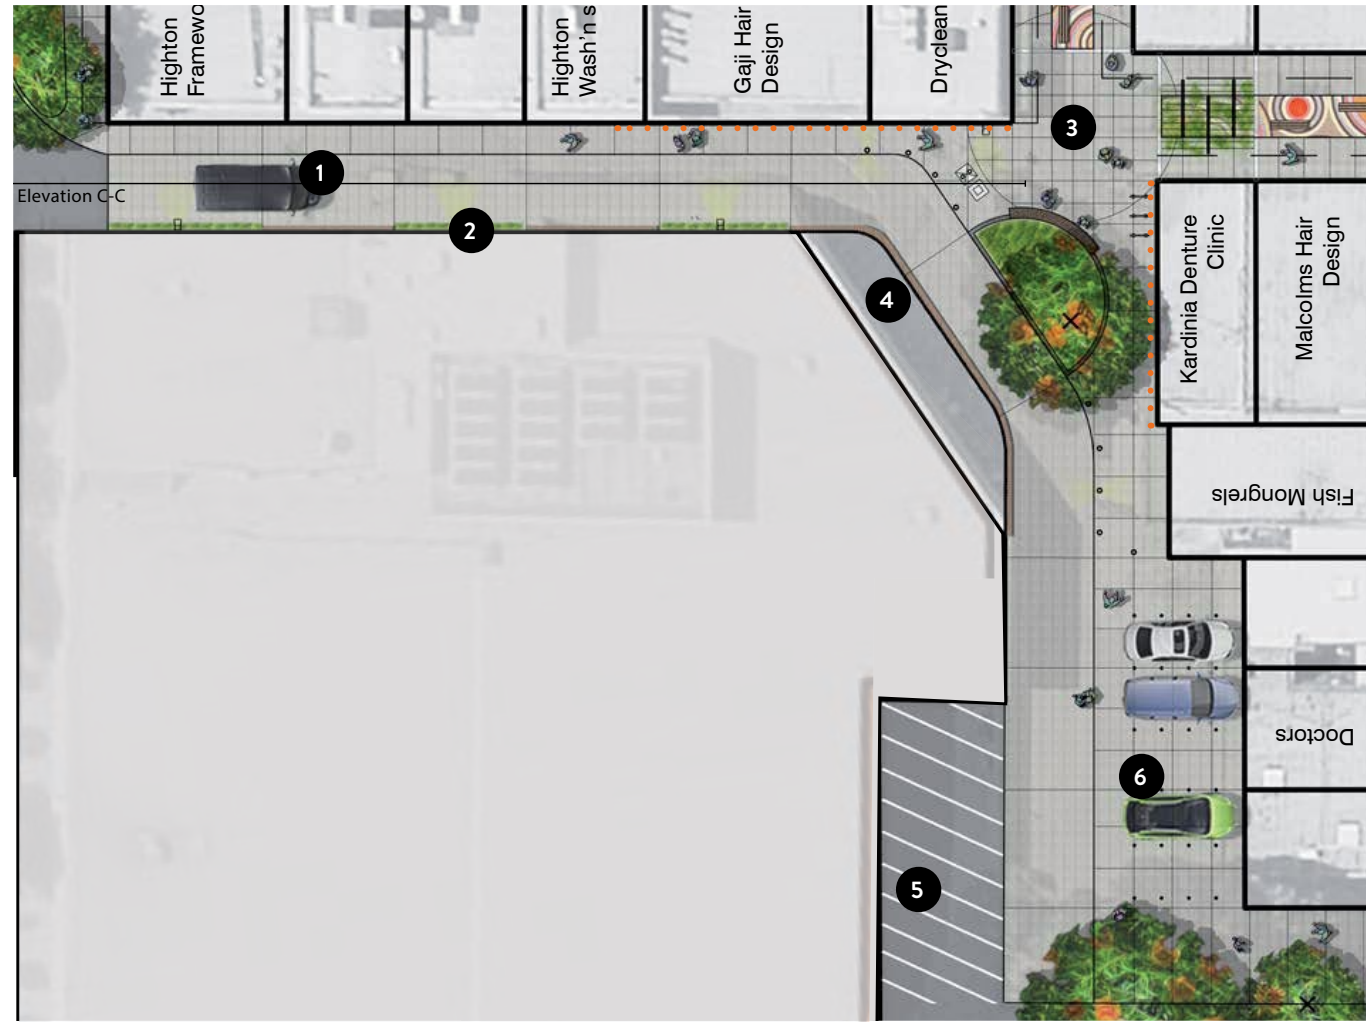 Highton
Framewo
Highton
Wash'n s
Gaji Hair
Design
Dryclean
3
1
Elevation C-C
2
4
Kardinia Denture
Clinic
Malcolms Hair
Design
Fish Mongrels
Doctors
6
5